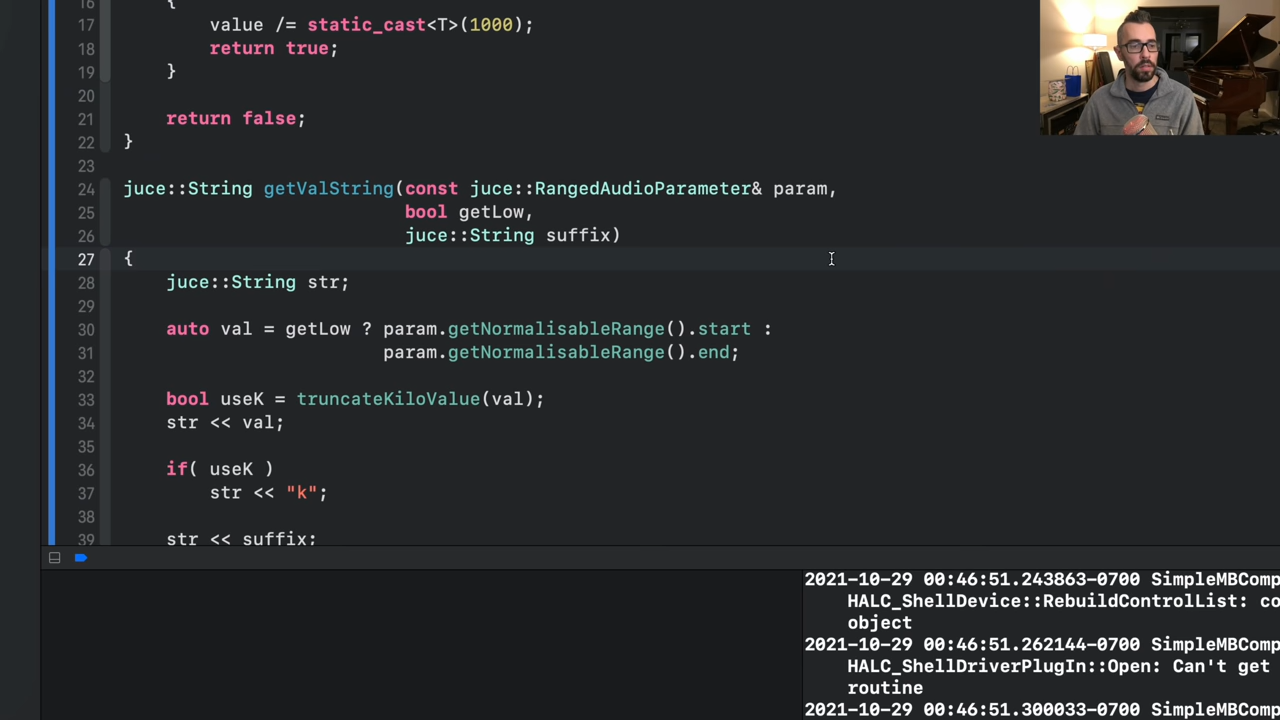 16 {
17 value /= static_cast<T>(1000);
18 return true;
19 }
20
21 return false;
22 }
23
24 juce::String getValString(const juce::RangedAudioParameter& param,
25 bool getLow,
26 juce::String suffix)
27 {
28 juce::String str;
29
30 auto val = getLow ? param.getNormalisableRange().start :
31 param.getNormalisableRange().end;
32
33 bool useK = truncateKiloValue(val);
34 str << val;
35
36 if( useK )
37 str << "k";
38
39 str << suffix;
2021-10-29 00:46:51.243863-0700 SimpleMBComp
HALC_ShellDevice::RebuildControlList: co
object
2021-10-29 00:46:51.262144-0700 SimpleMBComp
HALC_ShellDriverPlugIn::Open: Can't get
routine
2021-10-29 00:46:51.300033-0700 SimpleMBComp